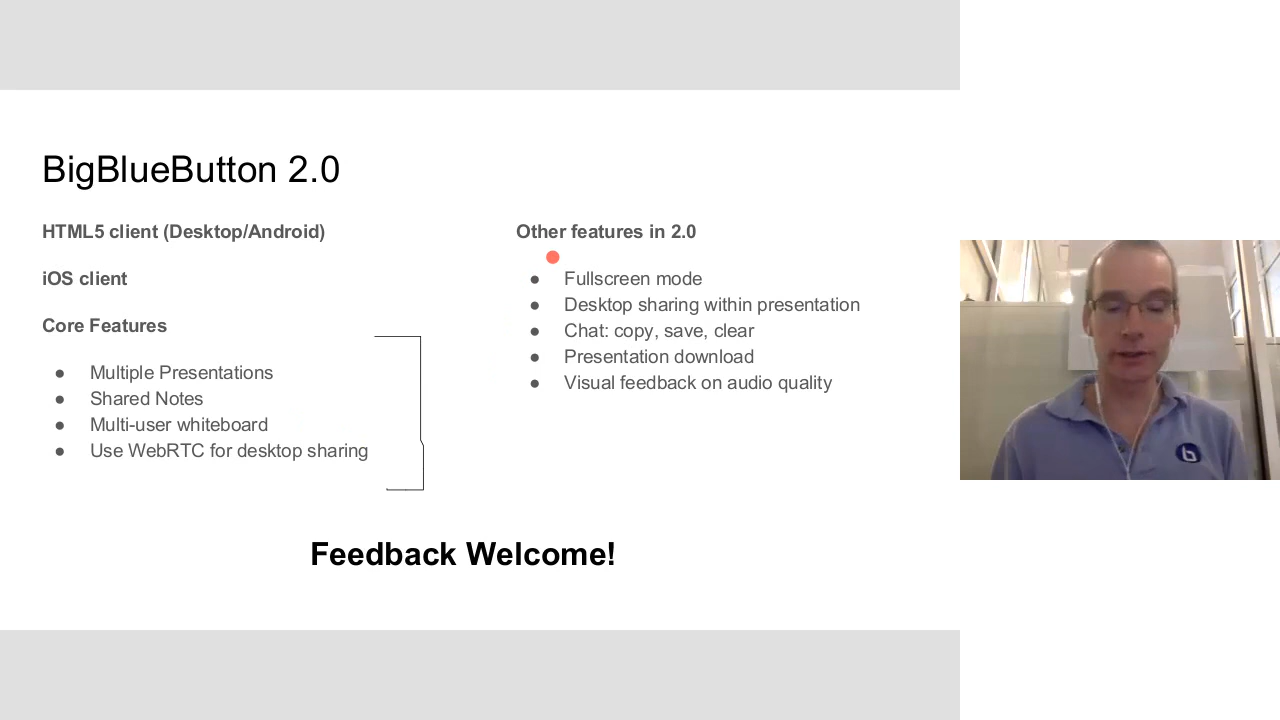 BigBlueButton 2.0
HTML5 client (Desktop/Android)
iOS client
Core Features
● Multiple Presentations
● Shared Notes
● Multi-user whiteboard
● Use WebRTC for desktop sharing
Other features in 2.0
● Fullscreen mode
● Desktop sharing within presentation
● Chat: copy, save, clear
● Presentation download
● Visual feedback on audio quality
Feedback Welcome!
b